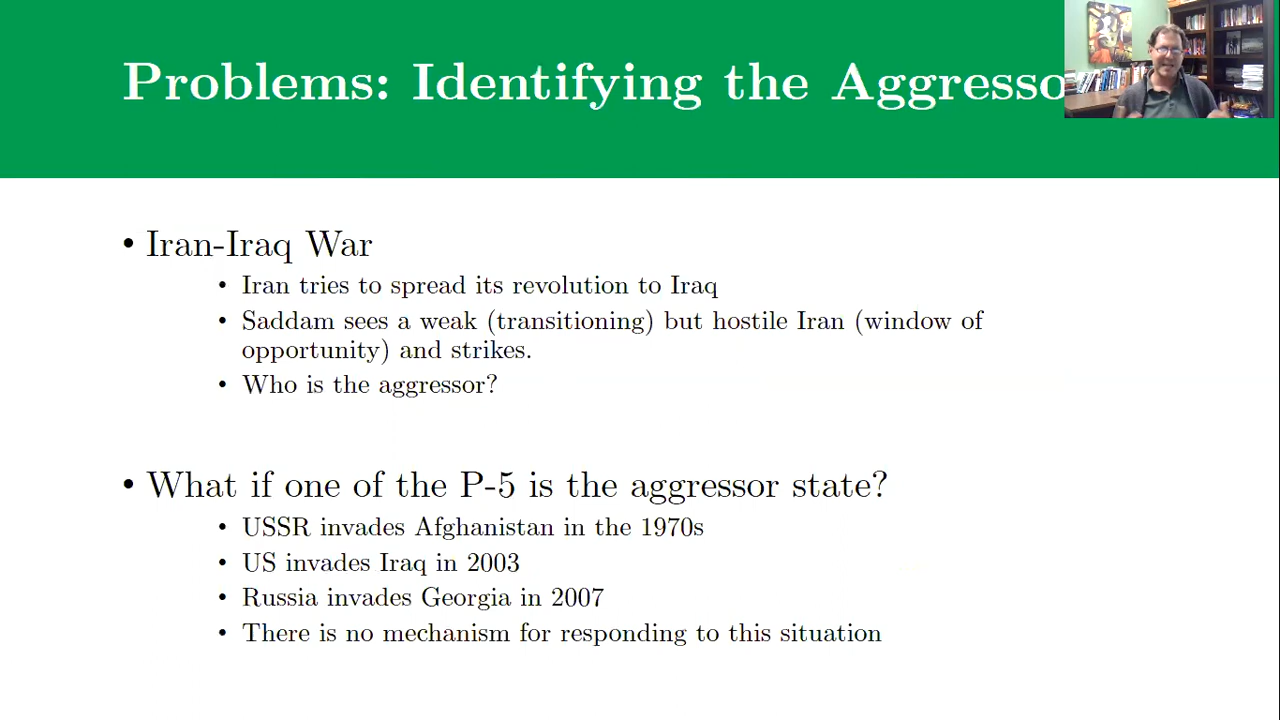 Problems: Identifying the Aggresso
• Iran-Iraq War
• Iran tries to spread its revolution to Iraq
• Saddam sees a weak (transitioning) but hostile Iran (window of
opportunity) and strikes.
• Who is the aggressor?
• What if one of the P-5 is the aggressor state?
• USSR invades Afghanistan in the 1970s
• US invades Iraq in 2003
• Russia invades Georgia in 2007
• There is no mechanism for responding to this situation